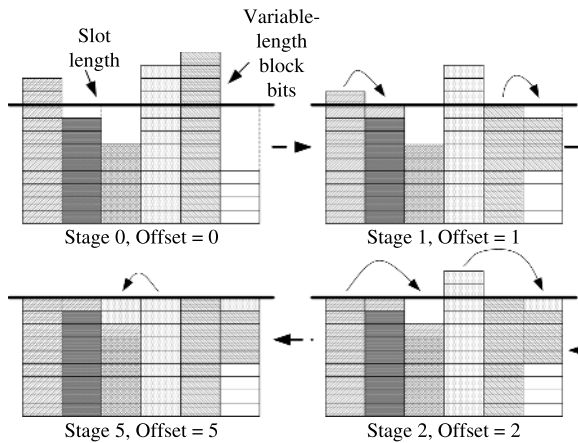 Slot
length
Variable-
length
block
bits
Stage 0, Offset = 0
Stage 1, Offset = 1
Stage 5, Offset = 5
Stage 2, Offset = 2